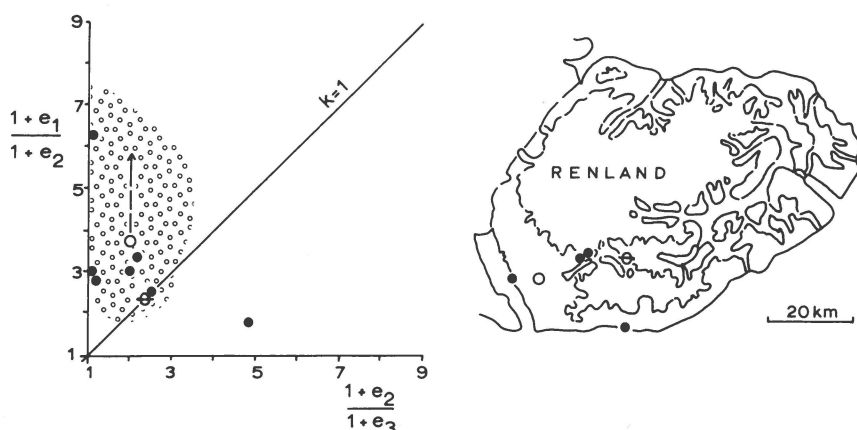 9
7
5
3
1
1 + e₁
1 + e₂
k = 1
1 3 5 7 9
1 + e₂
1 + e₃
RENLAND
20 km